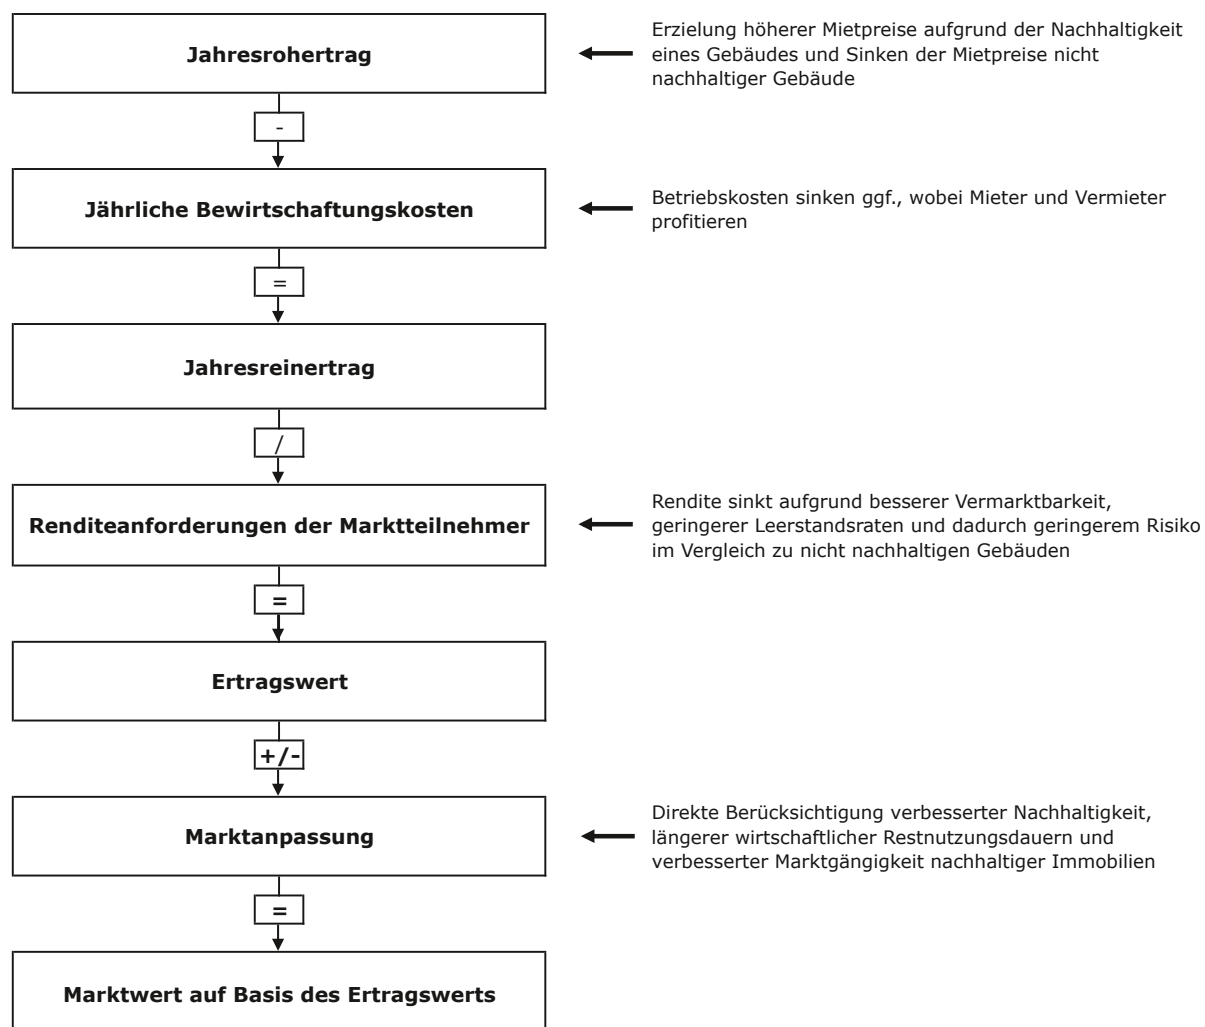 Jahresrohertrag
Erzielung höherer Mietpreise aufgrund der Nachhaltigkeit
eines Gebäudes und Sinken der Mietpreise nicht
nachhaltiger Gebäude
-
Jährliche Bewirtschaftungskosten
Betriebskosten sinken ggf., wobei Mieter und Vermieter
profitieren
=
Jahresreinertrag
/
Renditeanforderungen der Marktteilnehmer
Rendite sinkt aufgrund besserer Vermarktbarkeit,
geringerer Leerstandsraten und dadurch geringerem Risiko
im Vergleich zu nicht nachhaltigen Gebäuden
=
Ertragswert
+/-
Marktanpassung
Direkte Berücksichtigung verbesserter Nachhaltigkeit,
längerer wirtschaftlicher Restnutzungsdauern und
verbesserter Marktgängigkeit nachhaltiger Immobilien
=
Marktwert auf Basis des Ertragswerts